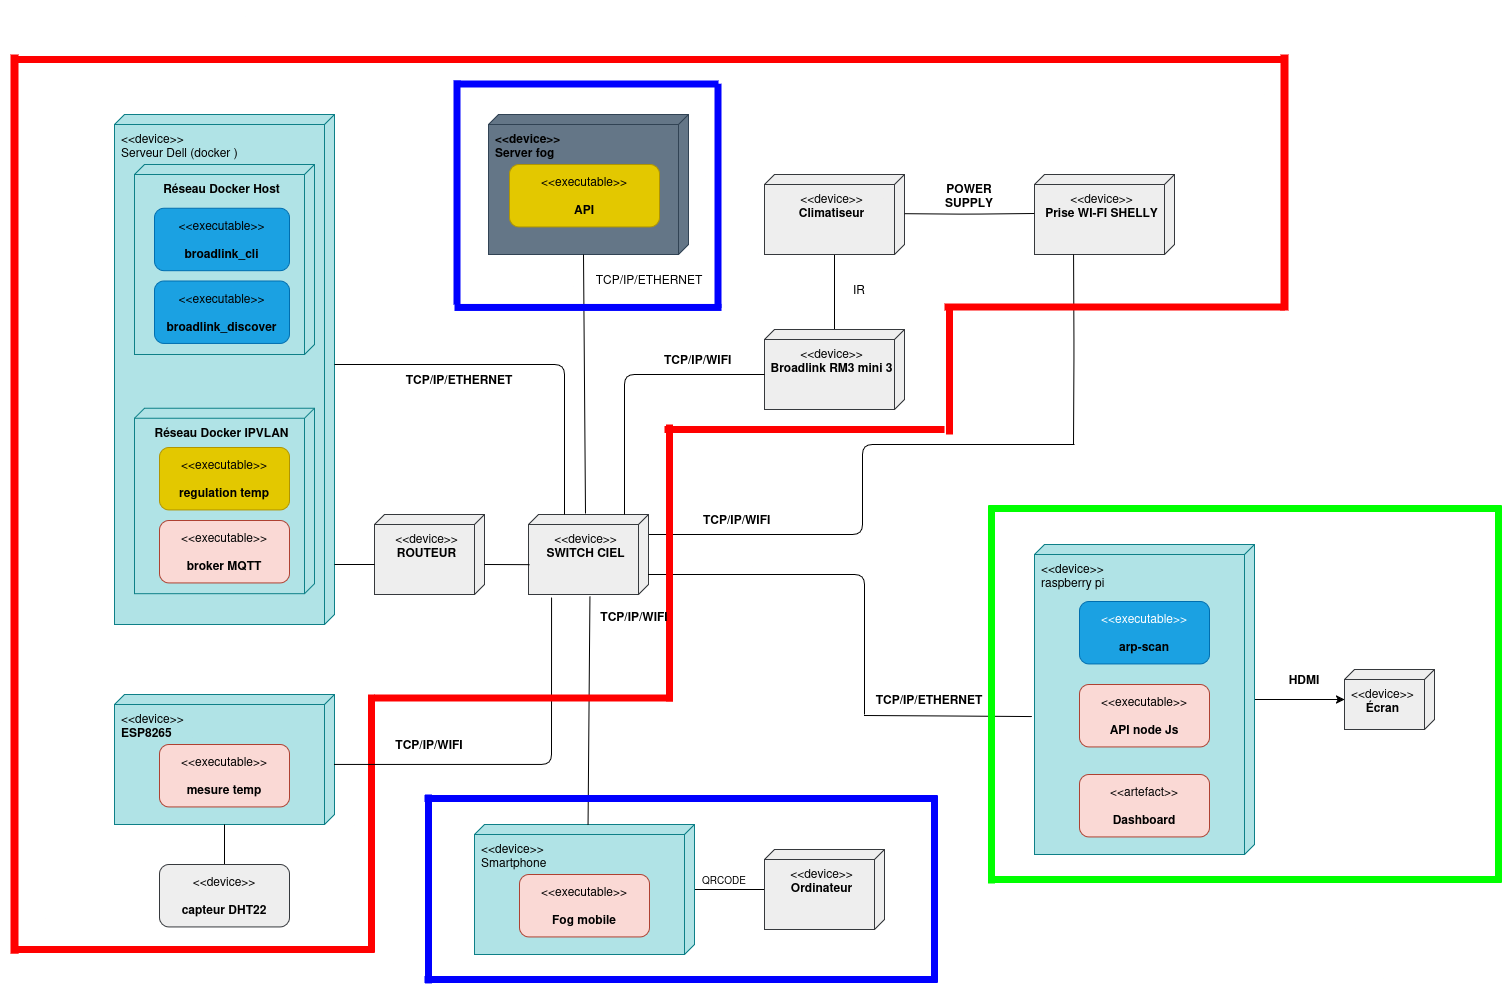 <<device>>
Serveur Dell (docker )
Réseau Docker Host
<<executable>>
broadlink_cli
<<executable>>
broadlink_discover
Réseau Docker IPVLAN
<<executable>>
regulation temp
<<executable>>
broker MQTT
<<device>>
Server fog
<<executable>>
API
TCP/IP/ETHERNET
<<device>>
Climatiseur
POWER
SUPPLY
<<device>>
Prise WI-FI SHELLY
IR
<<device>>
Broadlink RM3 mini 3
TCP/IP/WIFI
TCP/IP/ETHERNET
<<device>>
ROUTEUR
<<device>>
SWITCH CIEL
TCP/IP/WIFI
TCP/IP/WIFI
TCP/IP/ETHERNET
<<device>>
raspberry pi
<<executable>>
arp-scan
<<executable>>
API node Js
<<artefact>>
Dashboard
HDMI
<<device>>
Écran
<<device>>
ESP8265
<<executable>>
mesure temp
TCP/IP/WIFI
<<device>>
capteur DHT22
<<device>>
Smartphone
<<executable>>
Fog mobile
QRCODE
<<device>>
Ordinateur